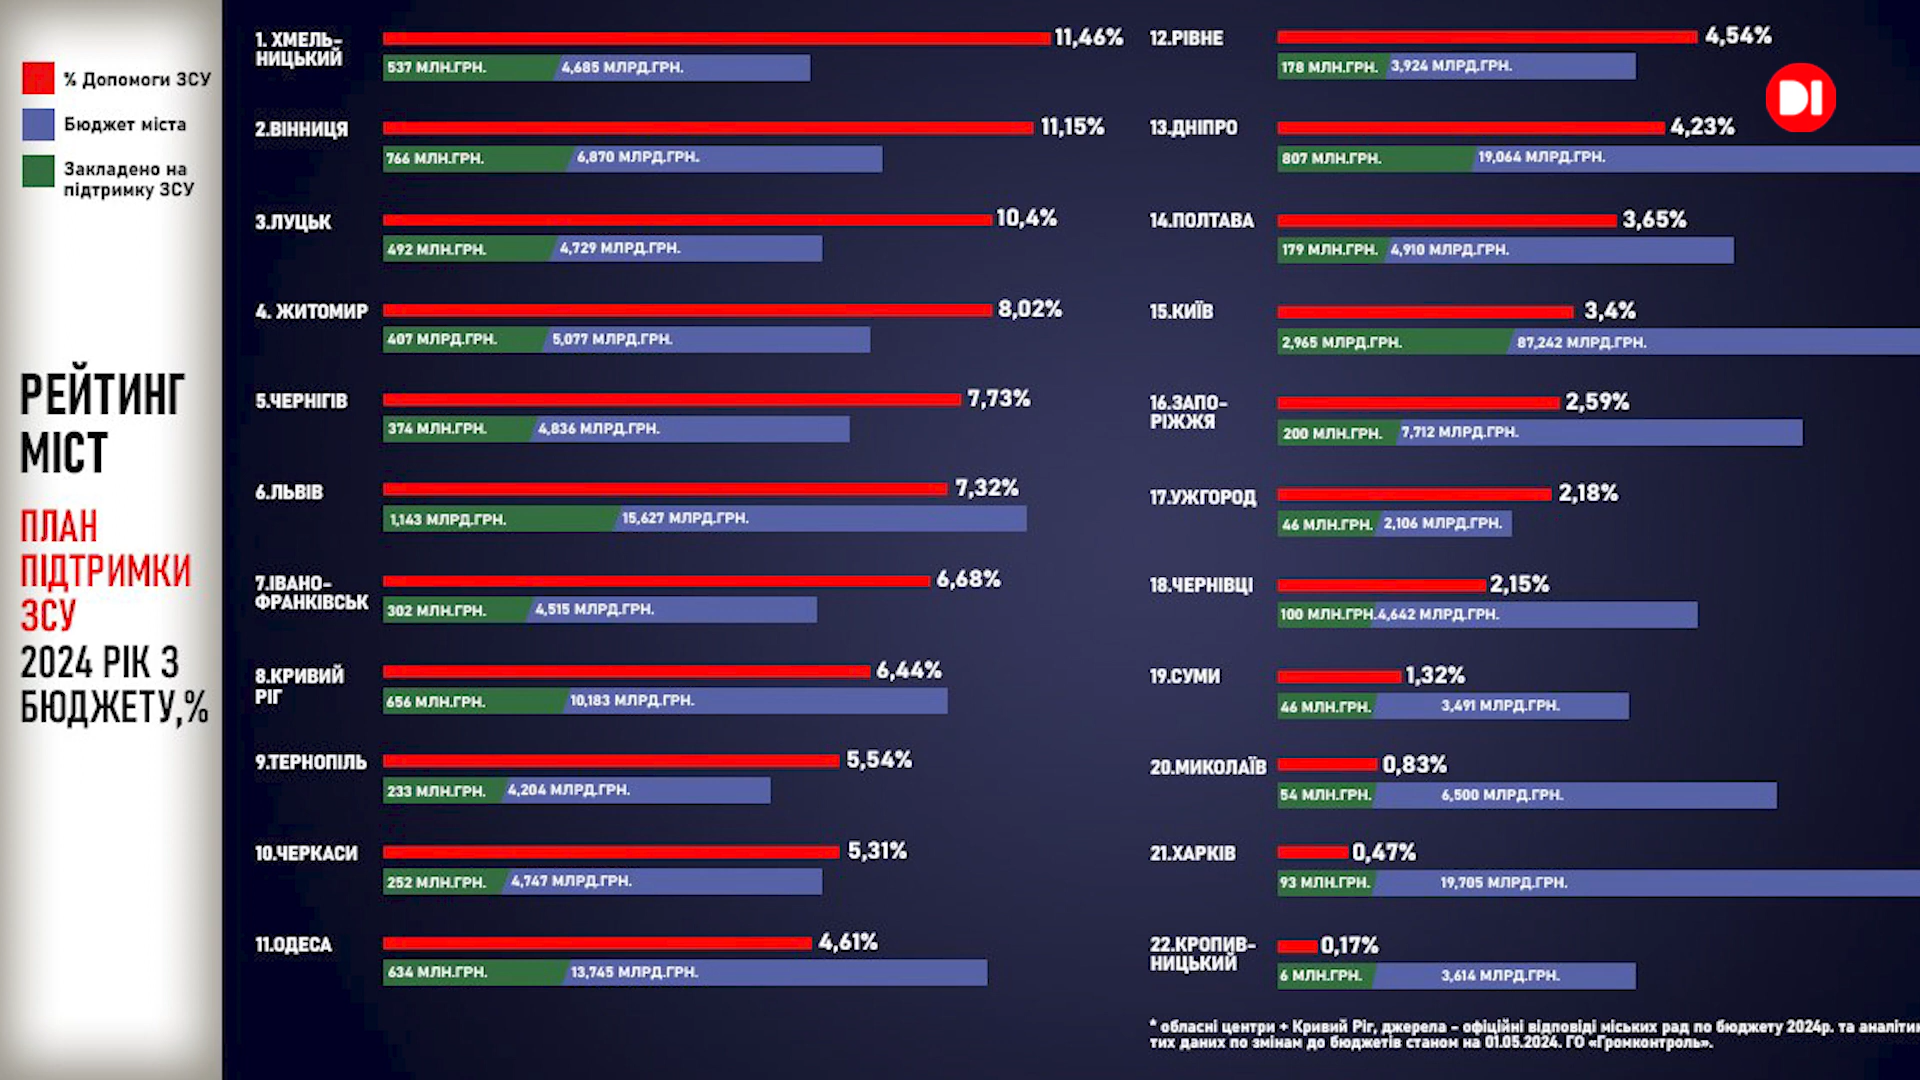 % Допомоги ЗСУ
Бюджет міста
Закладено на
підтримку ЗСУ
РЕЙТИНГ
МІСТ
ПЛАН
ПІДТРИМКИ
ЗСУ
2024 РІК З
БЮДЖЕТУ,%
1. ХМЕЛЬ-
НИЦЬКИЙ
11,46%
537 МЛН.ГРН. 4,685 МЛРД.ГРН.
2.ВІННИЦЯ
11,15%
766 МЛН.ГРН. 6,870 МЛРД.ГРН.
3.ЛУЦЬК
10,4%
492 МЛН.ГРН. 4,729 МЛРД.ГРН.
4. ЖИТОМИР
8,02%
407 МЛРД.ГРН. 5,077 МЛРД.ГРН.
5.ЧЕРНІГІВ
7,73%
374 МЛН.ГРН. 4,836 МЛРД.ГРН.
6.ЛЬВІВ
7,32%
1,143 МЛРД.ГРН. 15,627 МЛРД.ГРН.
7.ІВАНО-
ФРАНКІВСЬК
6,68%
302 МЛН.ГРН. 4,515 МЛРД.ГРН.
8.КРИВИЙ
РІГ
6,44%
656 МЛН.ГРН. 10,183 МЛРД.ГРН.
9.ТЕРНОПІЛЬ
5,54%
233 МЛН.ГРН. 4,204 МЛРД.ГРН.
10.ЧЕРКАСИ
5,31%
252 МЛН.ГРН. 4,747 МЛРД.ГРН.
11.ОДЕСА
4,61%
634 МЛН.ГРН. 13,745 МЛРД.ГРН.
12.РІВНЕ
4,54%
178 МЛН.ГРН. 3,924 МЛРД.ГРН.
DI
13.ДНІПРО
4,23%
807 МЛН.ГРН. 19,064 МЛРД.ГРН.
14.ПОЛТАВА
3,65%
179 МЛН.ГРН. 4,910 МЛРД.ГРН.
15.КИЇВ
3,4%
2,965 МЛРД.ГРН. 87,242 МЛРД.ГРН.
16.ЗАПО-
РІЖЖЯ
2,59%
200 МЛН.ГРН. 7,712 МЛРД.ГРН.
17.УЖГОРОД
2,18%
46 МЛН.ГРН. 2,106 МЛРД.ГРН.
18.ЧЕРНІВЦІ
2,15%
100 МЛН.ГРН. 4,642 МЛРД.ГРН.
19.СУМИ
1,32%
46 МЛН.ГРН. 3,491 МЛРД.ГРН.
20.МИКОЛАЇВ
0,83%
54 МЛН.ГРН. 6,500 МЛРД.ГРН.
21.ХАРКІВ
0,47%
93 МЛН.ГРН. 19,705 МЛРД.ГРН.
22.КРОПИВ-
НИЦЬКИЙ
0,17%
6 МЛН.ГРН. 3,614 МЛРД.ГРН.
* обласні центри + Кривий Ріг, джерела – офіційні відповіді міських рад по бюджету 2024р. та аналіти
тих даних по змінам до бюджетів станом на 01.05.2024. ГО «Громконтроль».